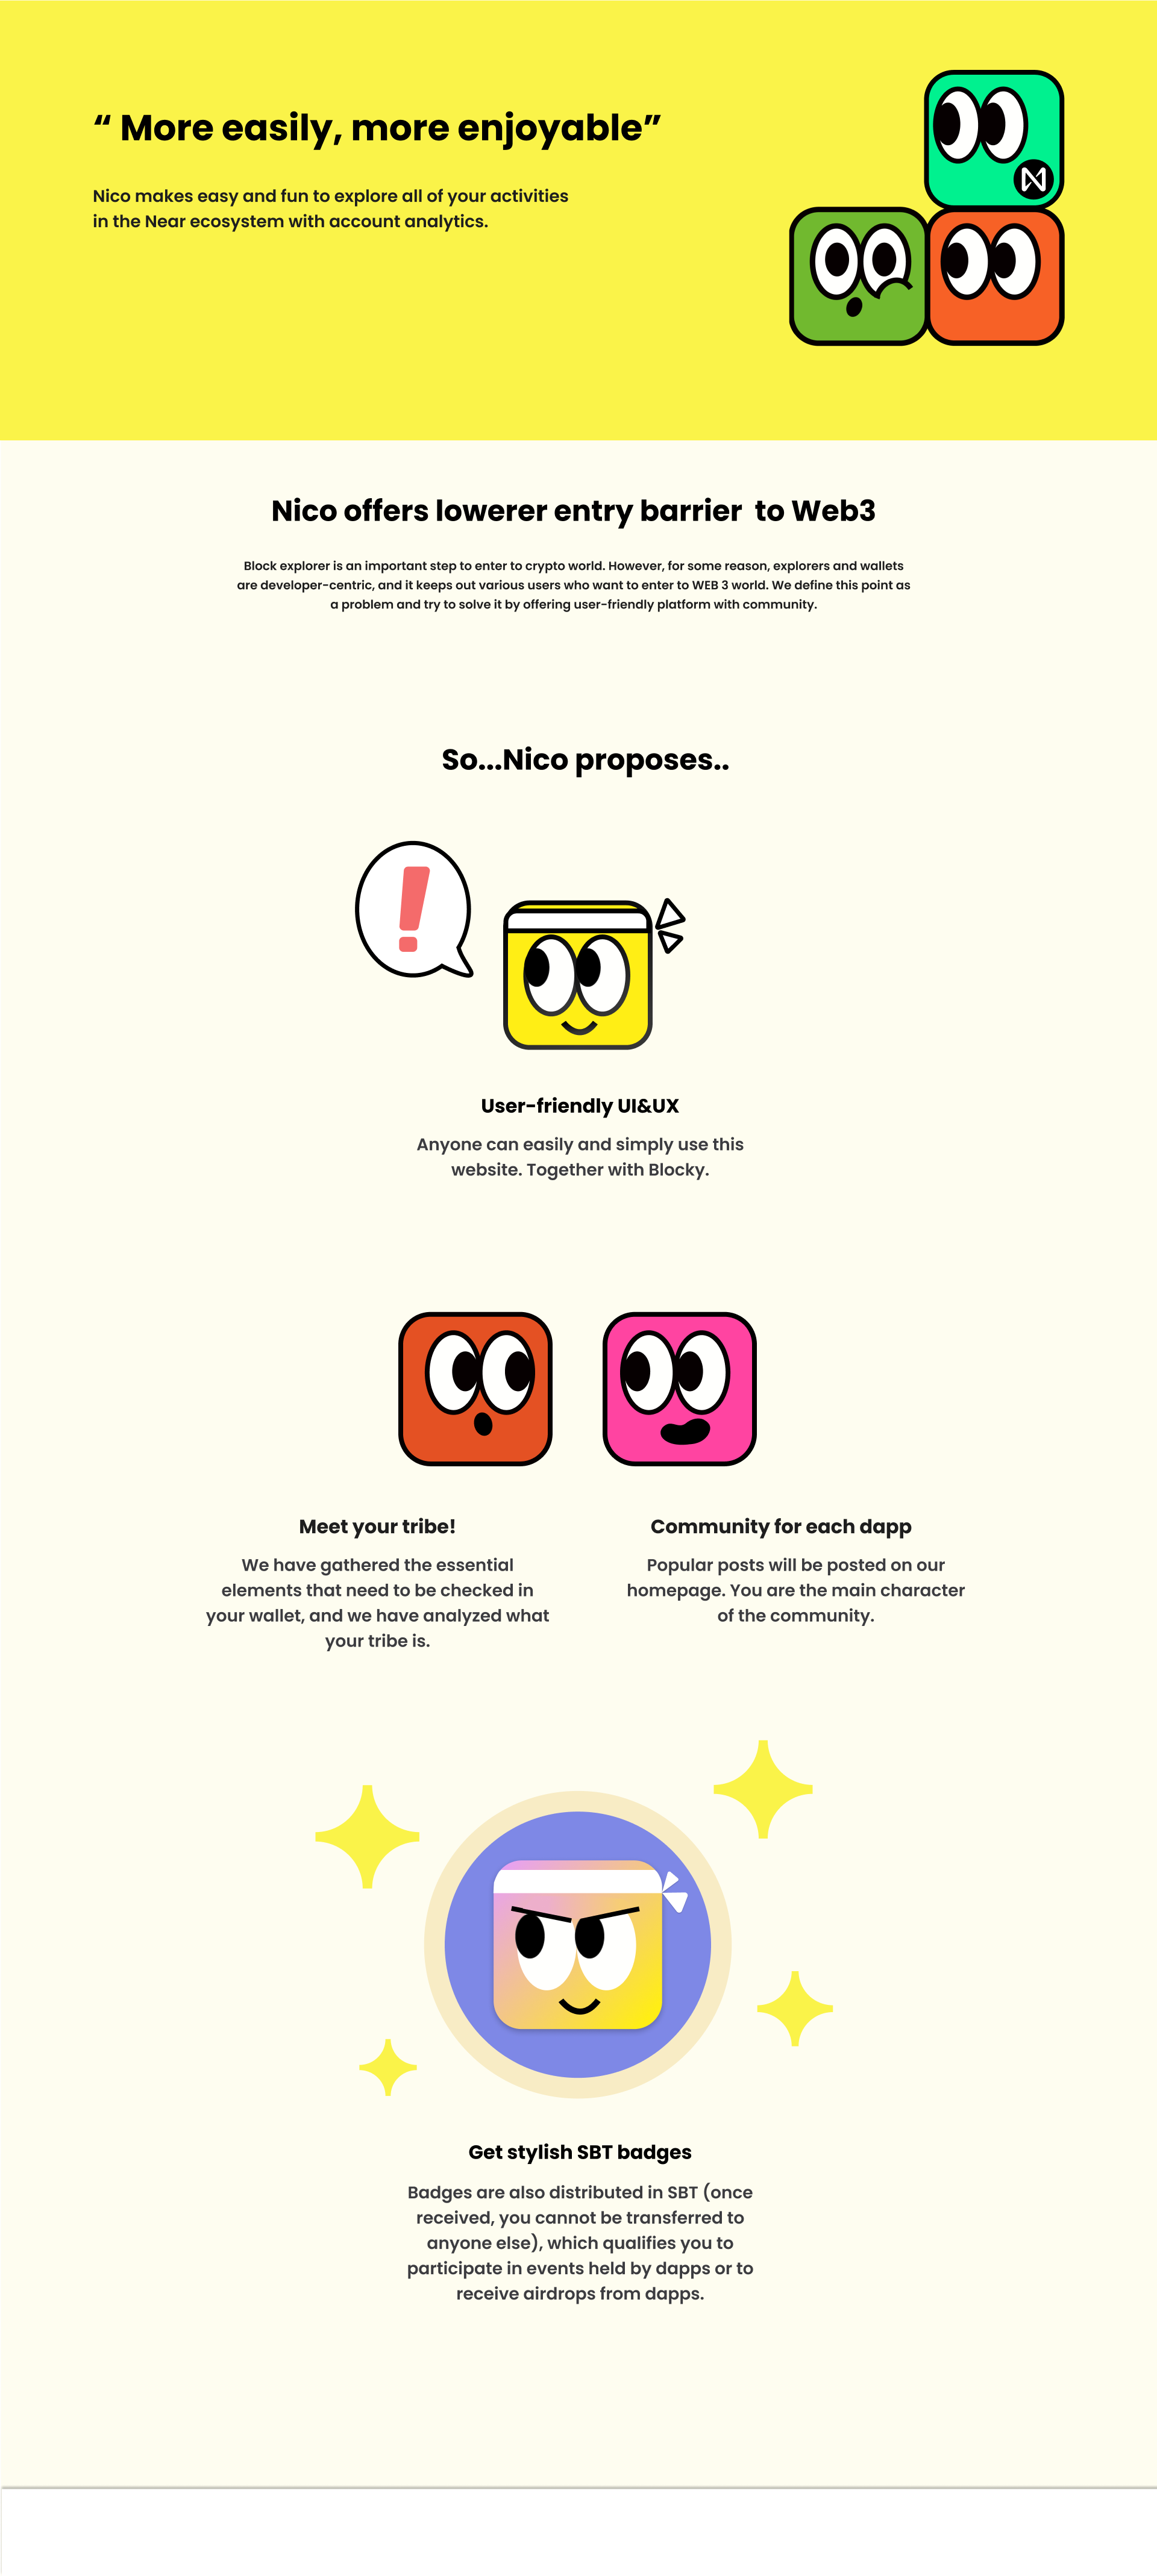 “ More easily, more enjoyable”
Nico makes easy and fun to explore all of your activities
in the Near ecosystem with account analytics.
Nico offers lowerer entry barrier  to Web3
Block explorer is an important step to enter to crypto world. However, for some reason, explorers and wallets
are developer-centric, and it keeps out various users who want to enter to WEB 3 world. We define this point as
a problem and try to solve it by offering user-friendly platform with community.
So...Nico proposes..
!
User-friendly UI&UX
Anyone can easily and simply use this
website. Together with Blocky.
Meet your tribe!
We have gathered the essential
elements that need to be checked in
your wallet, and we have analyzed what
your tribe is.
Community for each dapp
Popular posts will be posted on our
homepage. You are the main character
of the community.
Get stylish SBT badges
Badges are also distributed in SBT (once
received, you cannot be transferred to
anyone else), which qualifies you to
participate in events held by dapps or to
receive airdrops from dapps.